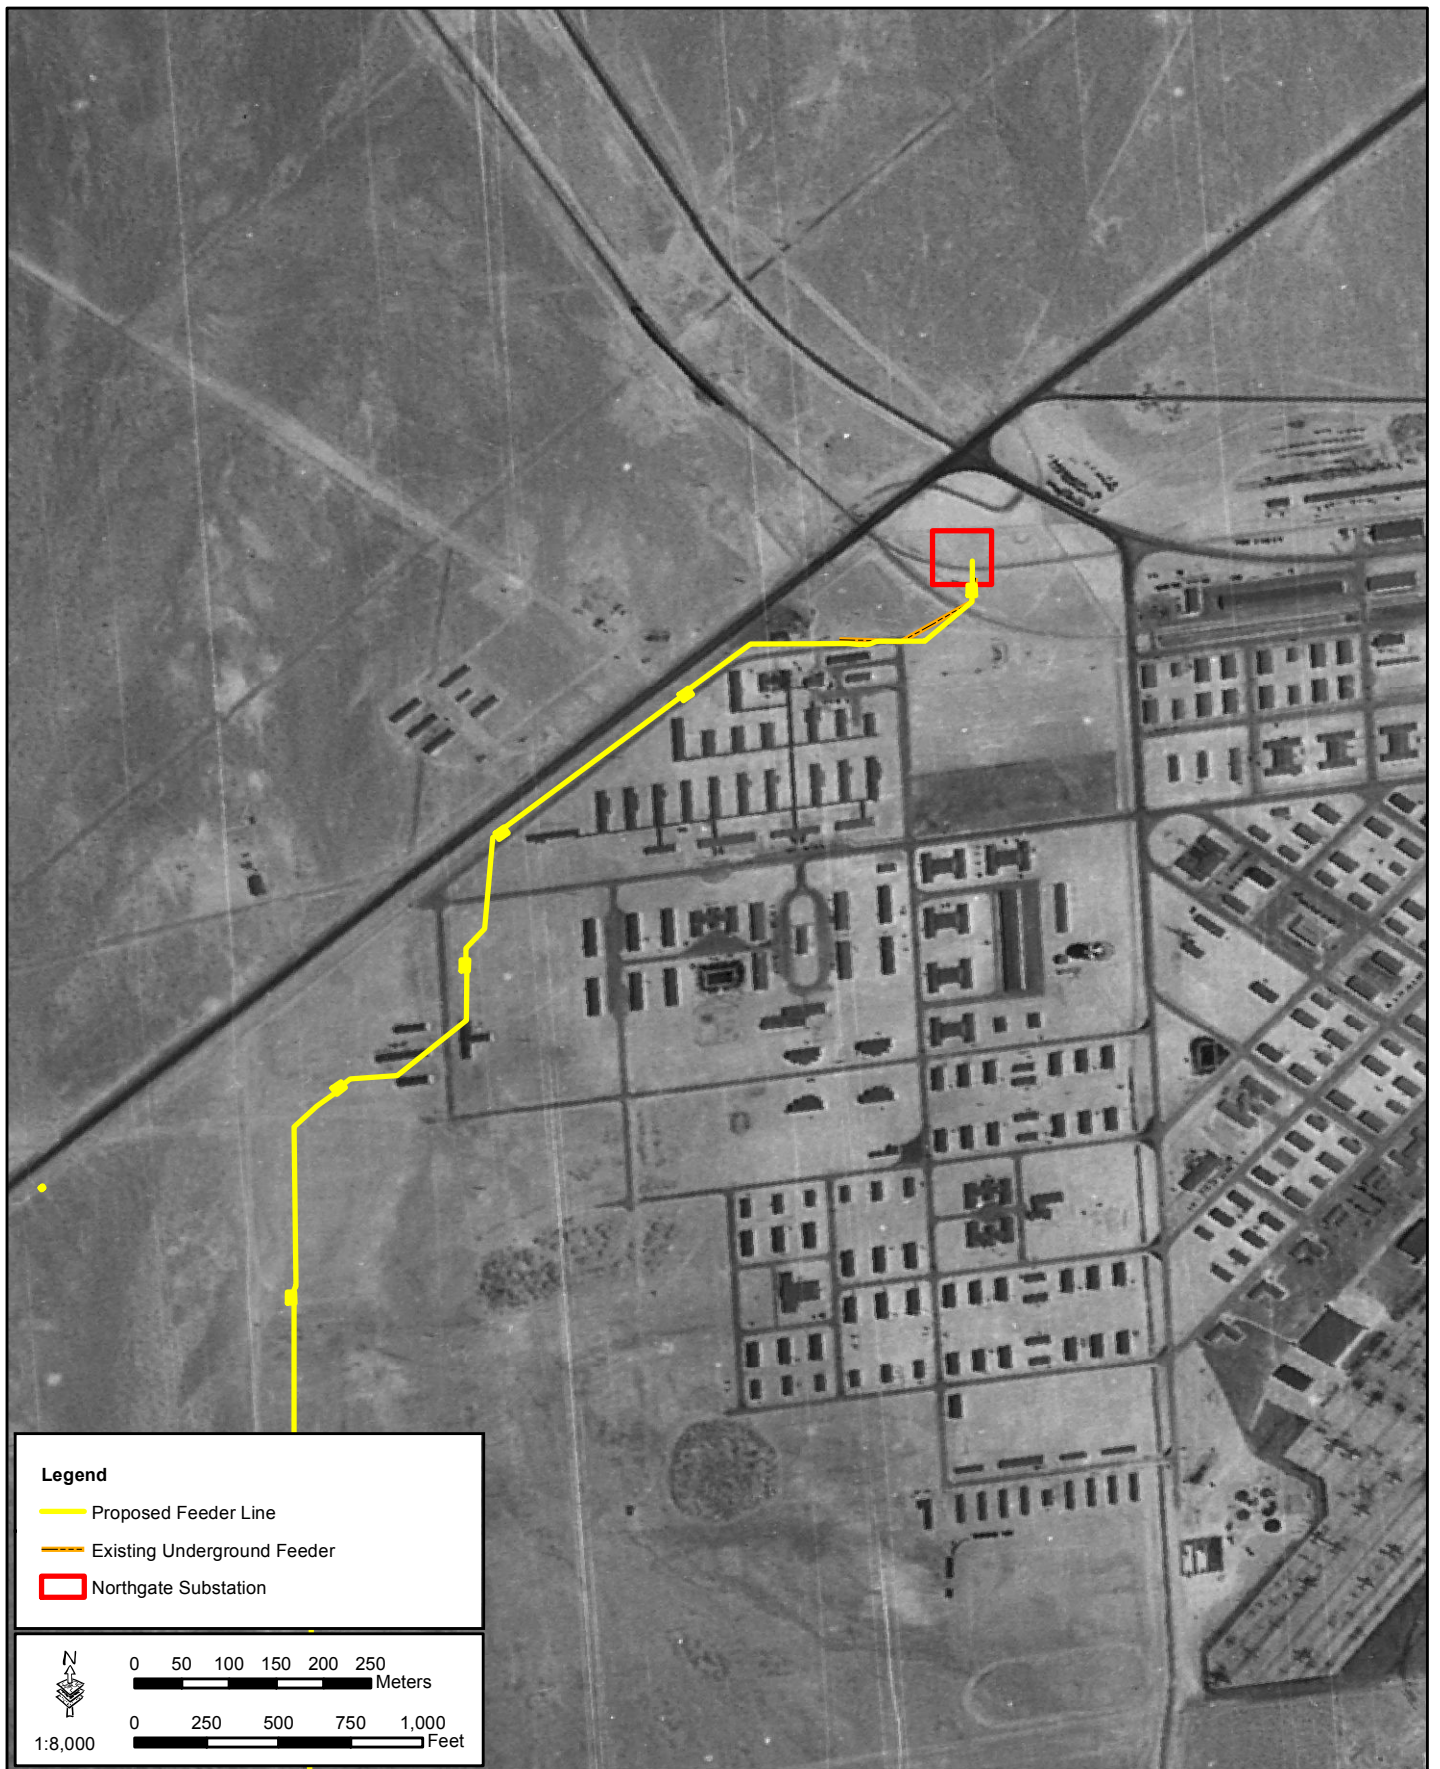 Legend
Proposed Feeder Line
Existing Underground Feeder
Northgate Substation
N
0 50 100 150 200 250
Meters
0 250 500 750 1,000
Feet
1:8,000